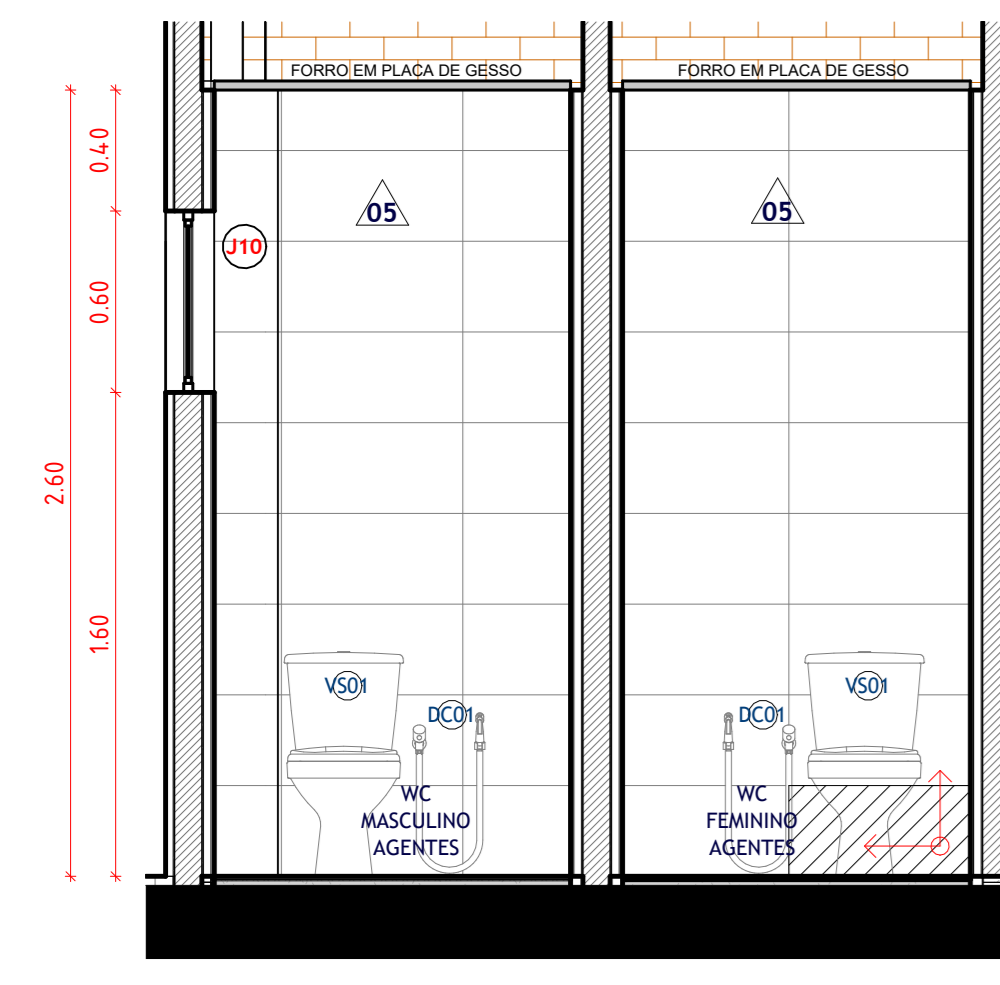 FORRO EM PLACA DE GESSO
FORRO EM PLACA DE GESSO
0.40
05
05
J10
0.60
2.60
1.60
VS01
VS01
DC01
DC01
WC
MASCULINO
AGENTES
WC
FEMININO
AGENTES